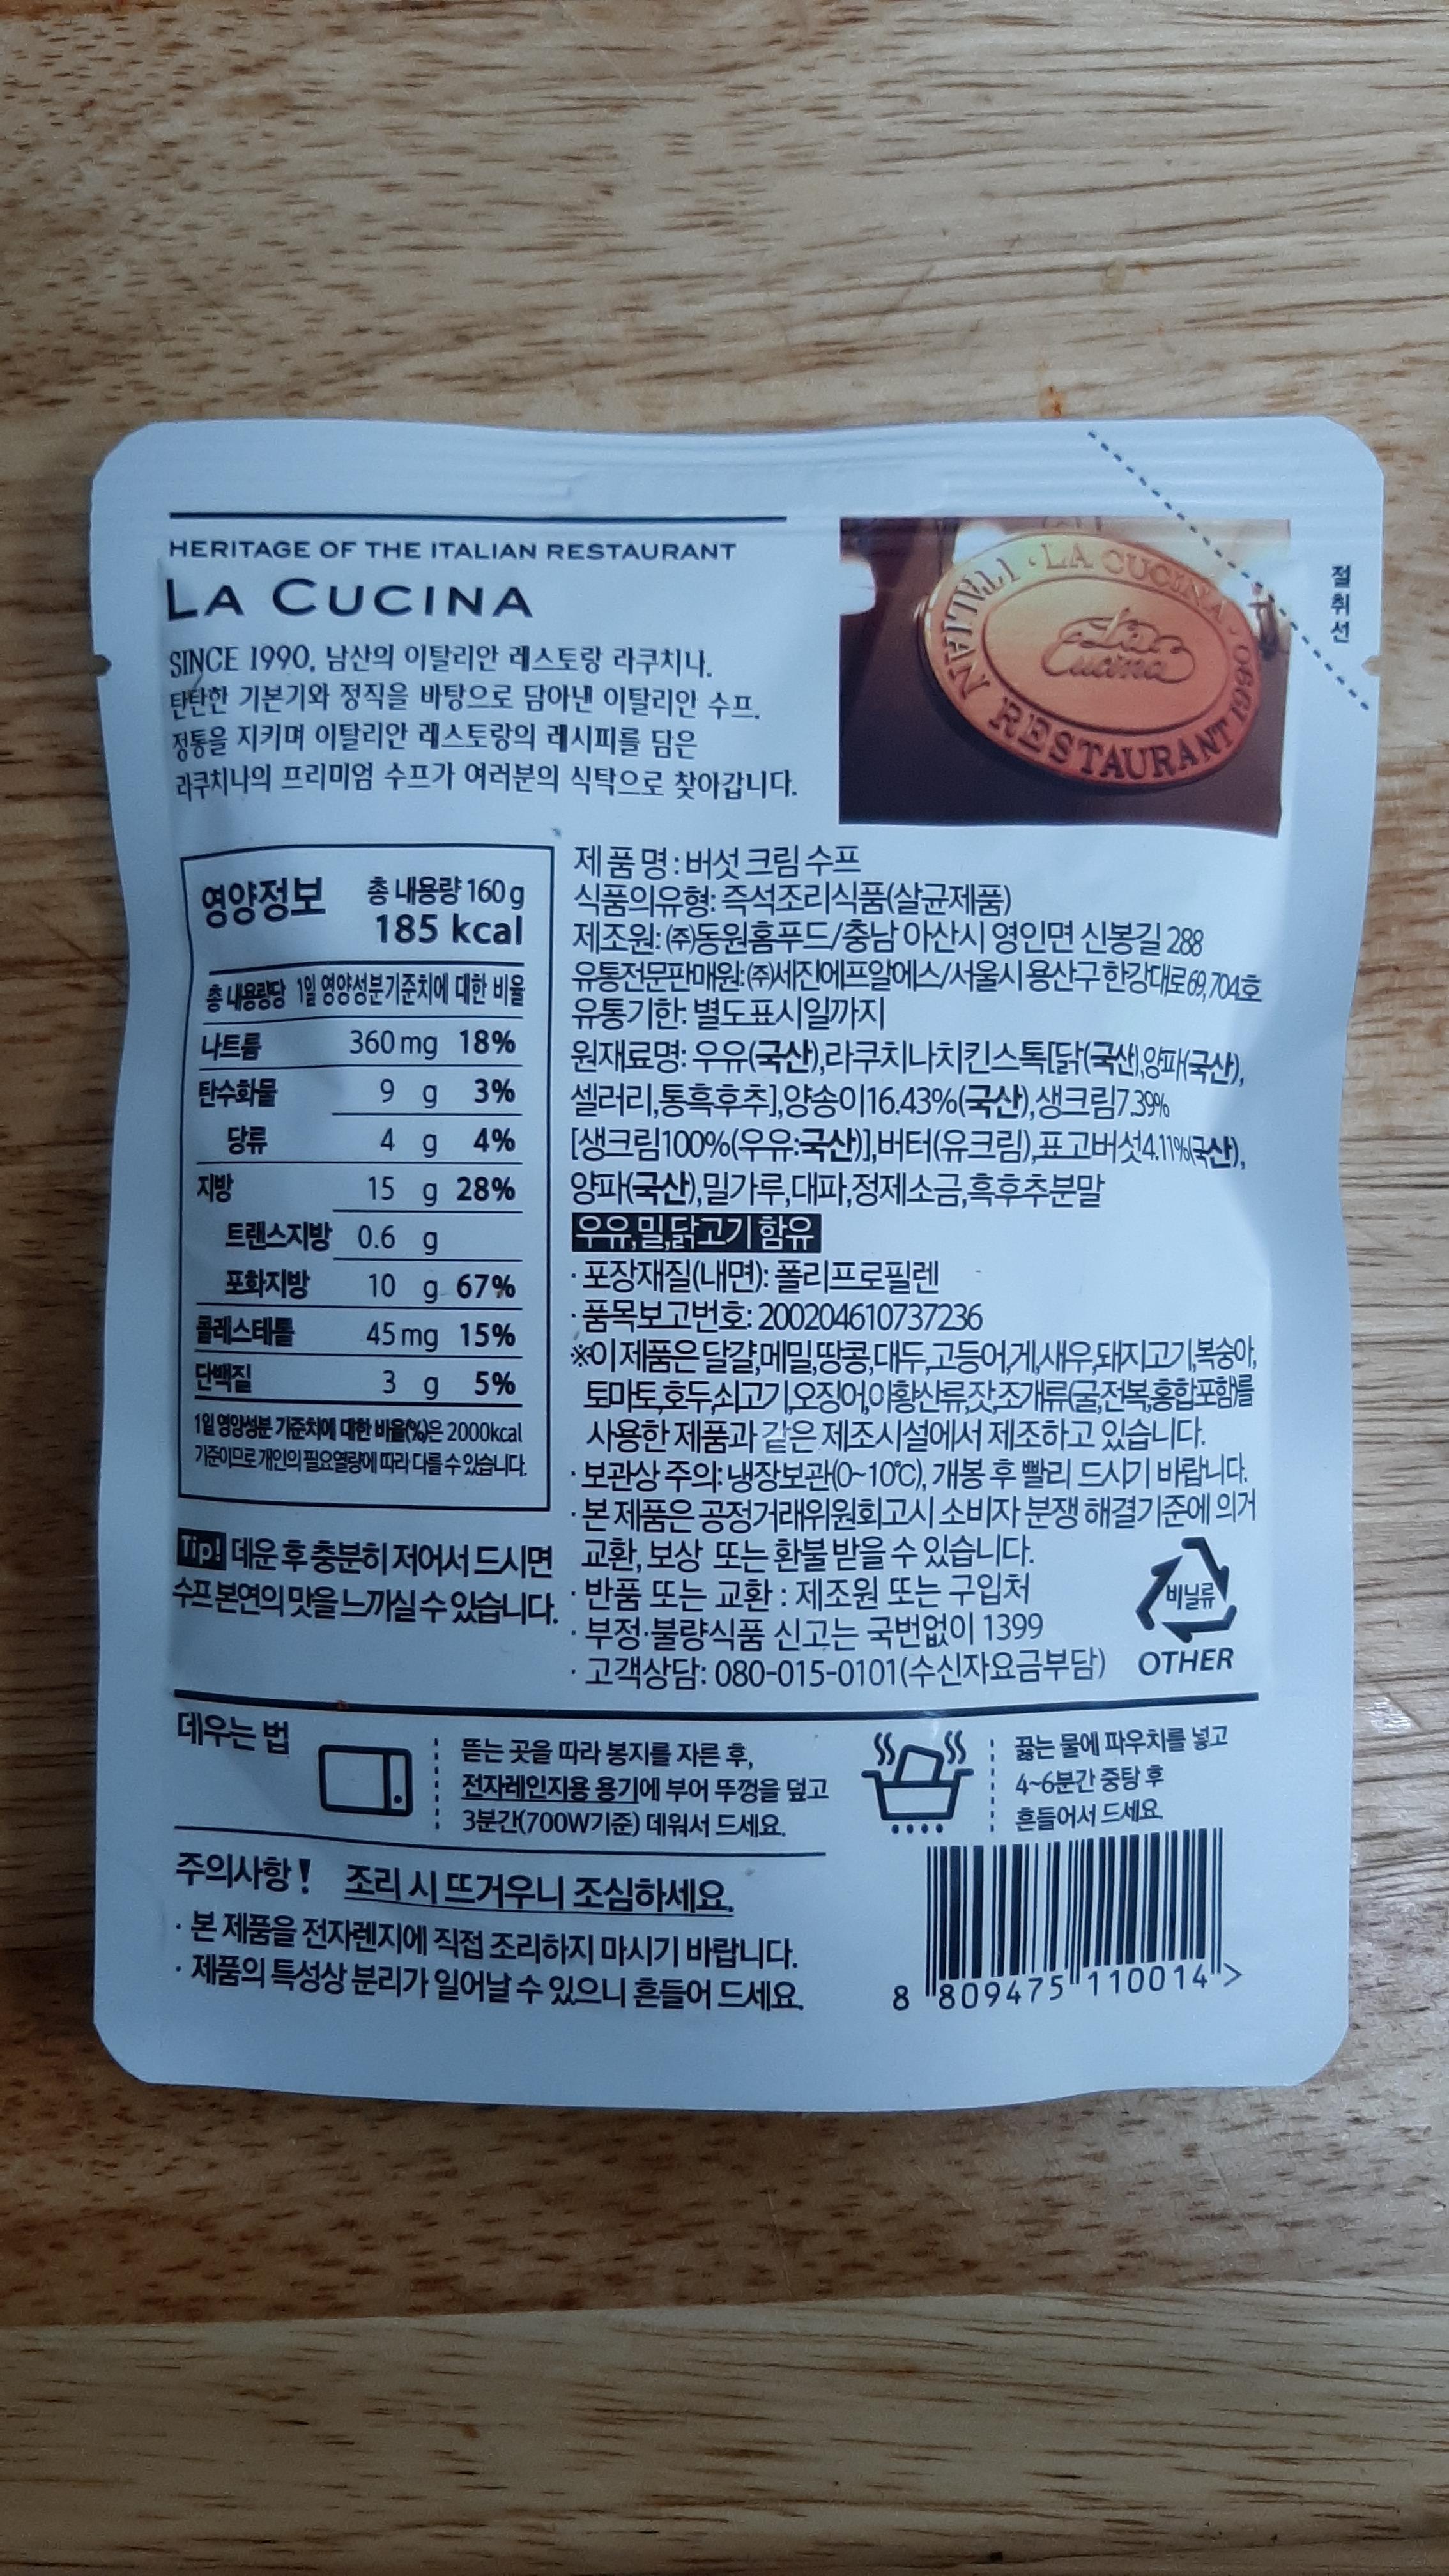 HERITAGE OF THE ITALIAN RESTAURANT
LA CUCINA
SINCE 1990, 남산의 이탈리안 레스토랑 라쿠치나.
탄탄한 기본기와 정직을 바탕으로 담아낸 이탈리안 수프.
정통을 지키며 이탈리안 레스토랑의 레시피를 담은
라쿠치나의 프리미엄 수프가 여러분의 식탁으로 찾아갑니다.
LA CUCINA
ITALIAN RESTAURANT 1990
La Cucina
절취선
영양정보 총 내용량 160 g
185 kcal
총 내용량당 1일 영양성분기준치에 대한 비율
나트륨 360 mg 18%
탄수화물 9 g 3%
당류 4 g 4%
지방 15 g 28%
트랜스지방 0.6 g
포화지방 10 g 67%
콜레스테롤 45 mg 15%
단백질 3 g 5%
1일 영양성분 기준치에 대한 비율(%)은 2000kcal
기준이므로 개인의 필요열량에 따라 다를 수 있습니다.
Tip! 데운 후 충분히 저어서 드시면
수프 본연의 맛을 느끼실 수 있습니다.
제품명:버섯 크림 수프
식품의유형: 즉석조리식품(살균제품)
제조원: ㈜동원홈푸드/충남 아산시 영인면 신봉길 288
유통전문판매원:㈜세진에프알에스/서울시 용산구 한강대로 69, 704호
유통기한: 별도표시일까지
원재료명: 우유(국산),라쿠치나치킨스톡[닭(국산),양파(국산),
셀러리,통흑후추],양송이16.43%(국산),생크림7.39%
[생크림100%(우유:국산)],버터(유크림),표고버섯4.11%(국산),
양파(국산),밀가루,대파,정제소금,흑후추분말
우유,밀,닭고기 함유
· 포장재질(내면): 폴리프로필렌
· 품목보고번호: 200204610737236
※이 제품은 달걀,메밀,땅콩,대두,고등어,게,새우,돼지고기,복숭아,
토마토,호두,쇠고기,오징어,아황산류,잣,조개류(굴,전복,홍합포함)를
사용한 제품과 같은 제조시설에서 제조하고 있습니다.
· 보관상 주의: 냉장보관(0~10℃), 개봉 후 빨리 드시기 바랍니다.
· 본 제품은 공정거래위원회고시 소비자 분쟁 해결기준에 의거
교환, 보상 또는 환불 받을 수 있습니다.
· 반품 또는 교환 : 제조원 또는 구입처
· 부정·불량식품 신고는 국번없이 1399
· 고객상담: 080-015-0101(수신자요금부담)
비닐류
OTHER
데우는 법
뜯는 곳을 따라 봉지를 자른 후,
전자레인지용 용기에 부어 뚜껑을 덮고
3분간(700W기준) 데워서 드세요.
끓는 물에 파우치를 넣고
4~6분간 중탕 후
흔들어서 드세요.
주의사항! 조리 시 뜨거우니 조심하세요.
· 본 제품을 전자렌지에 직접 조리하지 마시기 바랍니다.
· 제품의 특성상 분리가 일어날 수 있으니 흔들어 드세요.
8 809475 110014 >